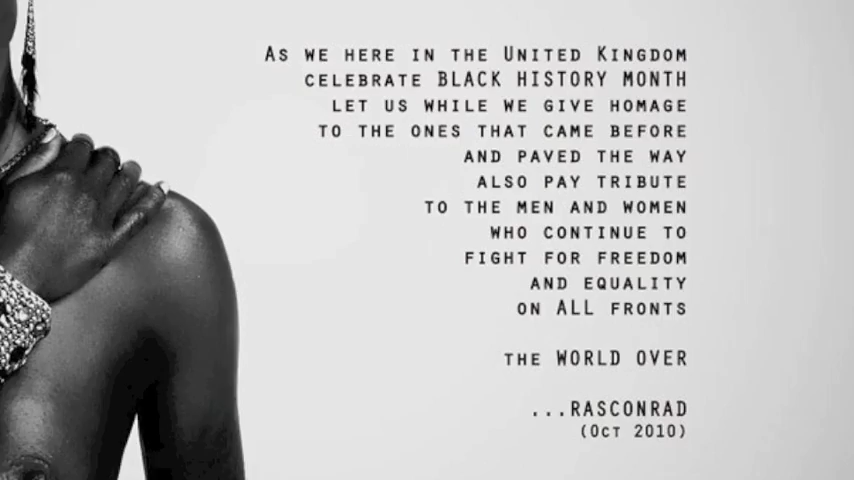 As we here in the United Kingdom
celebrate BLACK HISTORY MONTH
let us while we give homage
to the ones that came before
and paved the way
also pay tribute
to the men and women
who continue to
fight for freedom
and equality
on ALL fronts
the WORLD OVER
...RASCONRAD
(Oct 2010)